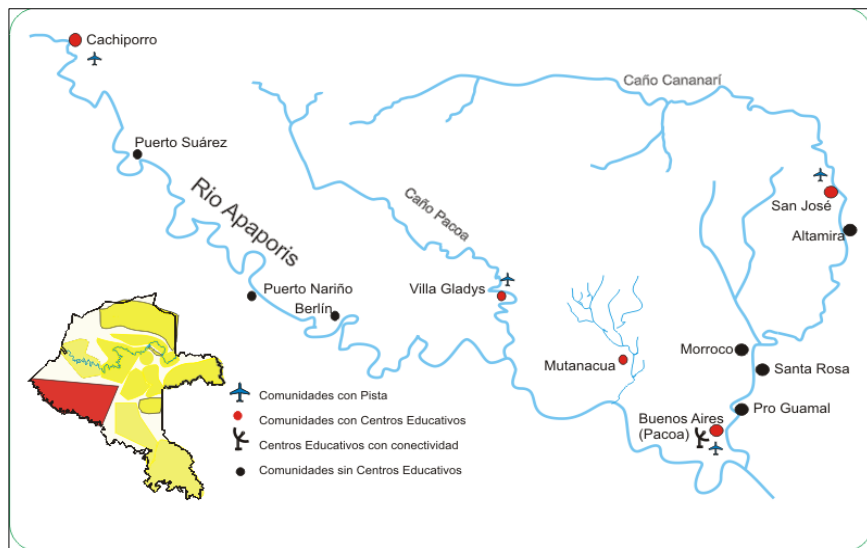 Cachiporro
Caño Cananarí
Puerto Suárez
Rio Apaporis
Caño Pacoa
San José
Altamira
Puerto Nariño
Villa Gladys
Berlín
Morroco
Mutanacua
Santa Rosa
Pro Guamal
Buenos Aires
(Pacoa)
Comunidades con Pista
Comunidades con Centros Educativos
Centros Educativos con conectividad
Comunidades sin Centros Educativos